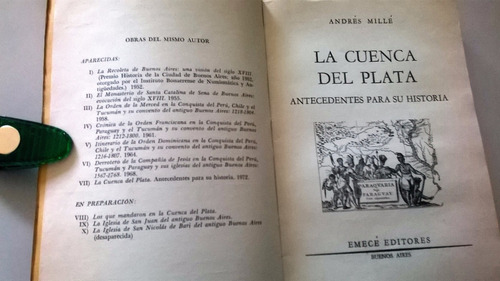 OBRAS DEL MISMO AUTOR
APARECIDAS:
I) La Recoleta de Buenos Aires: una visión del siglo XVIII.
(Premio Historia de la Ciudad de Buenos Aires, año 1952,
otorgado por el Instituto Bonaerense de Numismática y An-
tigüedades.) 1952.
II) El Monasterio de Santa Catalina de Sena de Buenos Aires:
evocación del siglo XVIII. 1955.
III) La Orden de la Merced en la Conquista del Perú, Chile y el
Tucumán y su convento del antiguo Buenos Aires: 1218-1804.
1958.
IV) Crónica de la Orden Franciscana en la Conquista del Perú,
Paraguay y el Tucumán y su convento del antiguo Buenos
Aires: 1212-1800. 1961.
V) Itinerario de la Orden Dominicana en la Conquista del Perú,
Chile y el Tucumán y su convento del antiguo Buenos Aires:
1216-1807. 1964.
VI) Derrotero de la Compañía de Jesús en la Conquista del Perú,
Tucumán y Paraguay y sus iglesias del antiguo Buenos Aires:
1567-1768. 1968.
VII) La Cuenca del Plata. Antecedentes para su historia. 1972.
EN PREPARACIÓN:
VIII) Los que mandaron en la Cuenca del Plata.
IX) La Iglesia de San Juan del antiguo Buenos Aires.
X) La Iglesia de San Nicolás de Bari del antiguo Buenos Aires
(desaparecida)
ANDRÉS MILLÉ
LA CUENCA
DEL PLATA
ANTECEDENTES PARA SU HISTORIA
PARAQVARIA
PARAGVAY
EMECÉ EDITORES
BUENOS AIRES